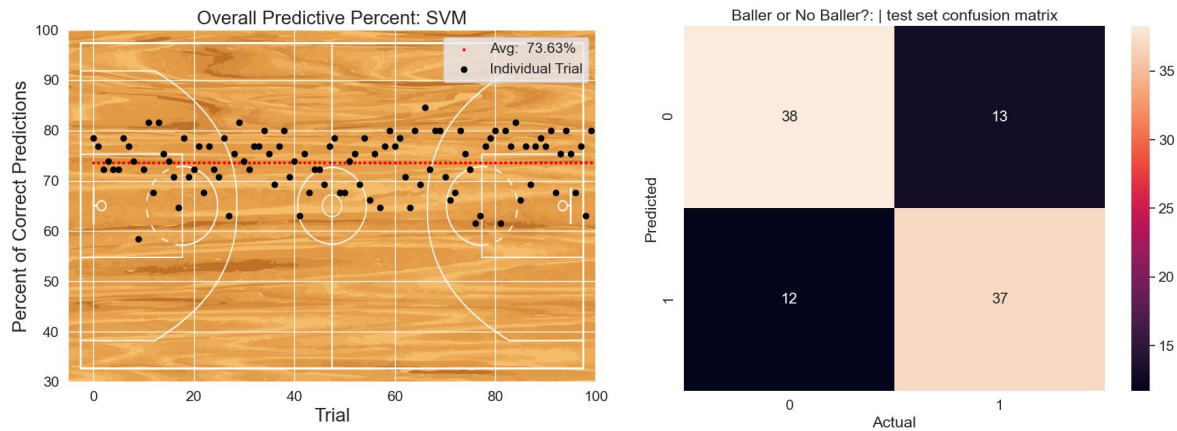 Overall Predictive Percent: SVM
100
90
80
70
60
50
40
30
Percent of Correct Predictions
Avg: 73.63%
Individual Trial
0 20 40 60 80 100
Trial
Baller or No Baller?: | test set confusion matrix
0
1
Predicted
38 13
12 37
0 1
Actual
35
30
25
20
15